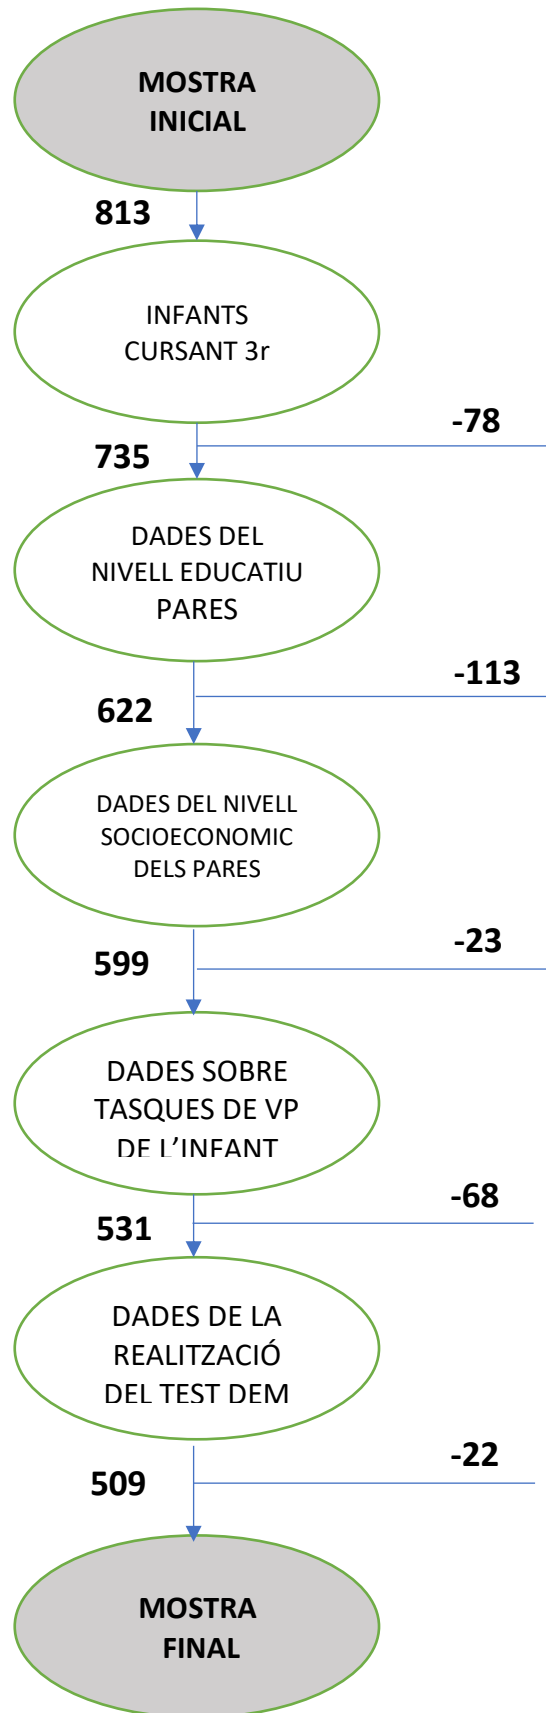 MOSTRA
INICIAL
813
INFANTS
CURSANT 3r
-78
735
DADES DEL
NIVELL EDUCATIU
PARES
-113
622
DADES DEL NIVELL
SOCIOECONOMIC
DELS PARES
-23
599
DADES SOBRE
TASQUES DE VP
DE L'INFANT
-68
531
DADES DE LA
REALITZACIÓ
DEL TEST DEM
-22
509
MOSTRA
FINAL